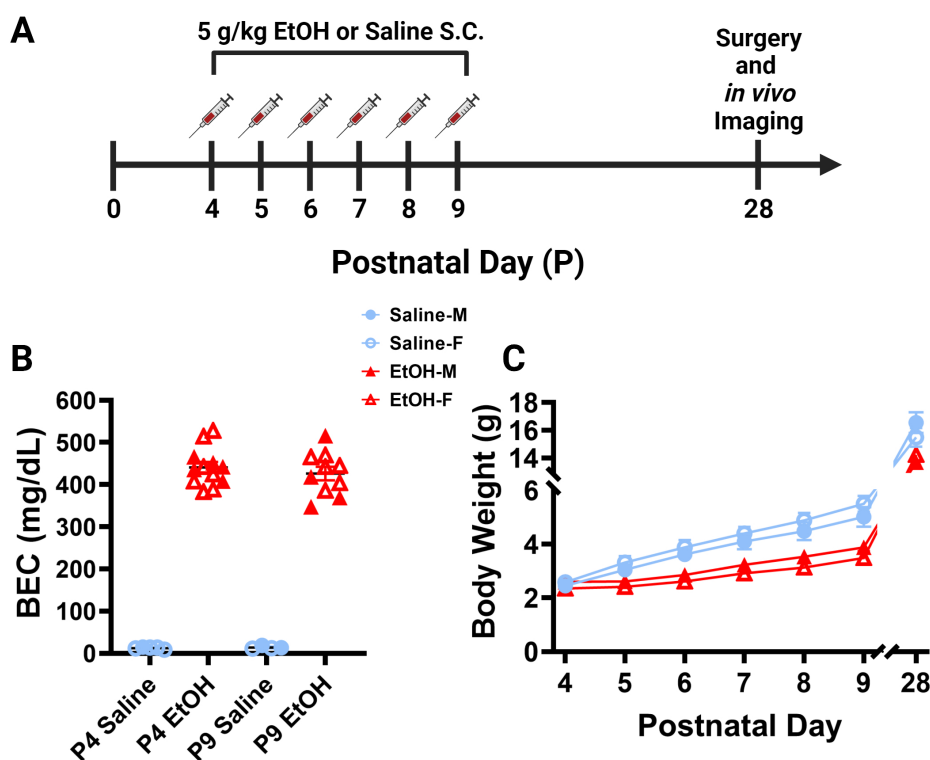 A
5 g/kg EtOH or Saline S.C.
Surgery
and
in vivo
Imaging
0 4 5 6 7 8 9 28
Postnatal Day (P)
Saline-M
Saline-F
EtOH-M
EtOH-F
B
BEC (mg/dL)
600
500
400
300
200
100
0
P4 Saline
P4 EtOH
P9 Saline
P9 EtOH
C
Body Weight (g)
18
16
14
6
4
2
0
4 5 6 7 8 9 28
Postnatal Day